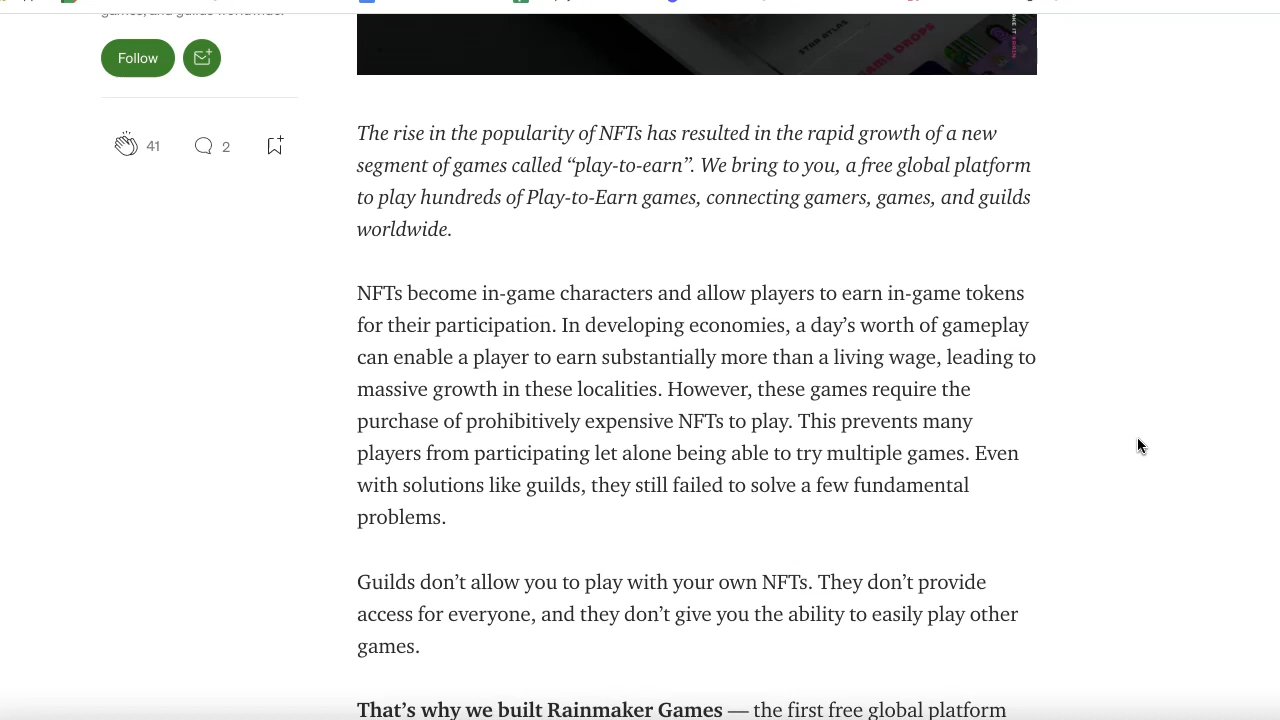 Follow
41
2
STAR ATLAS
The rise in the popularity of NFTs has resulted in the rapid growth of a new
segment of games called “play-to-earn”. We bring to you, a free global platform
to play hundreds of Play-to-Earn games, connecting gamers, games, and guilds
worldwide.
NFTs become in-game characters and allow players to earn in-game tokens
for their participation. In developing economies, a day’s worth of gameplay
can enable a player to earn substantially more than a living wage, leading to
massive growth in these localities. However, these games require the
purchase of prohibitively expensive NFTs to play. This prevents many
players from participating let alone being able to try multiple games. Even
with solutions like guilds, they still failed to solve a few fundamental
problems.
Guilds don’t allow you to play with your own NFTs. They don’t provide
access for everyone, and they don’t give you the ability to easily play other
games.
That’s why we built Rainmaker Games — the first free global platform